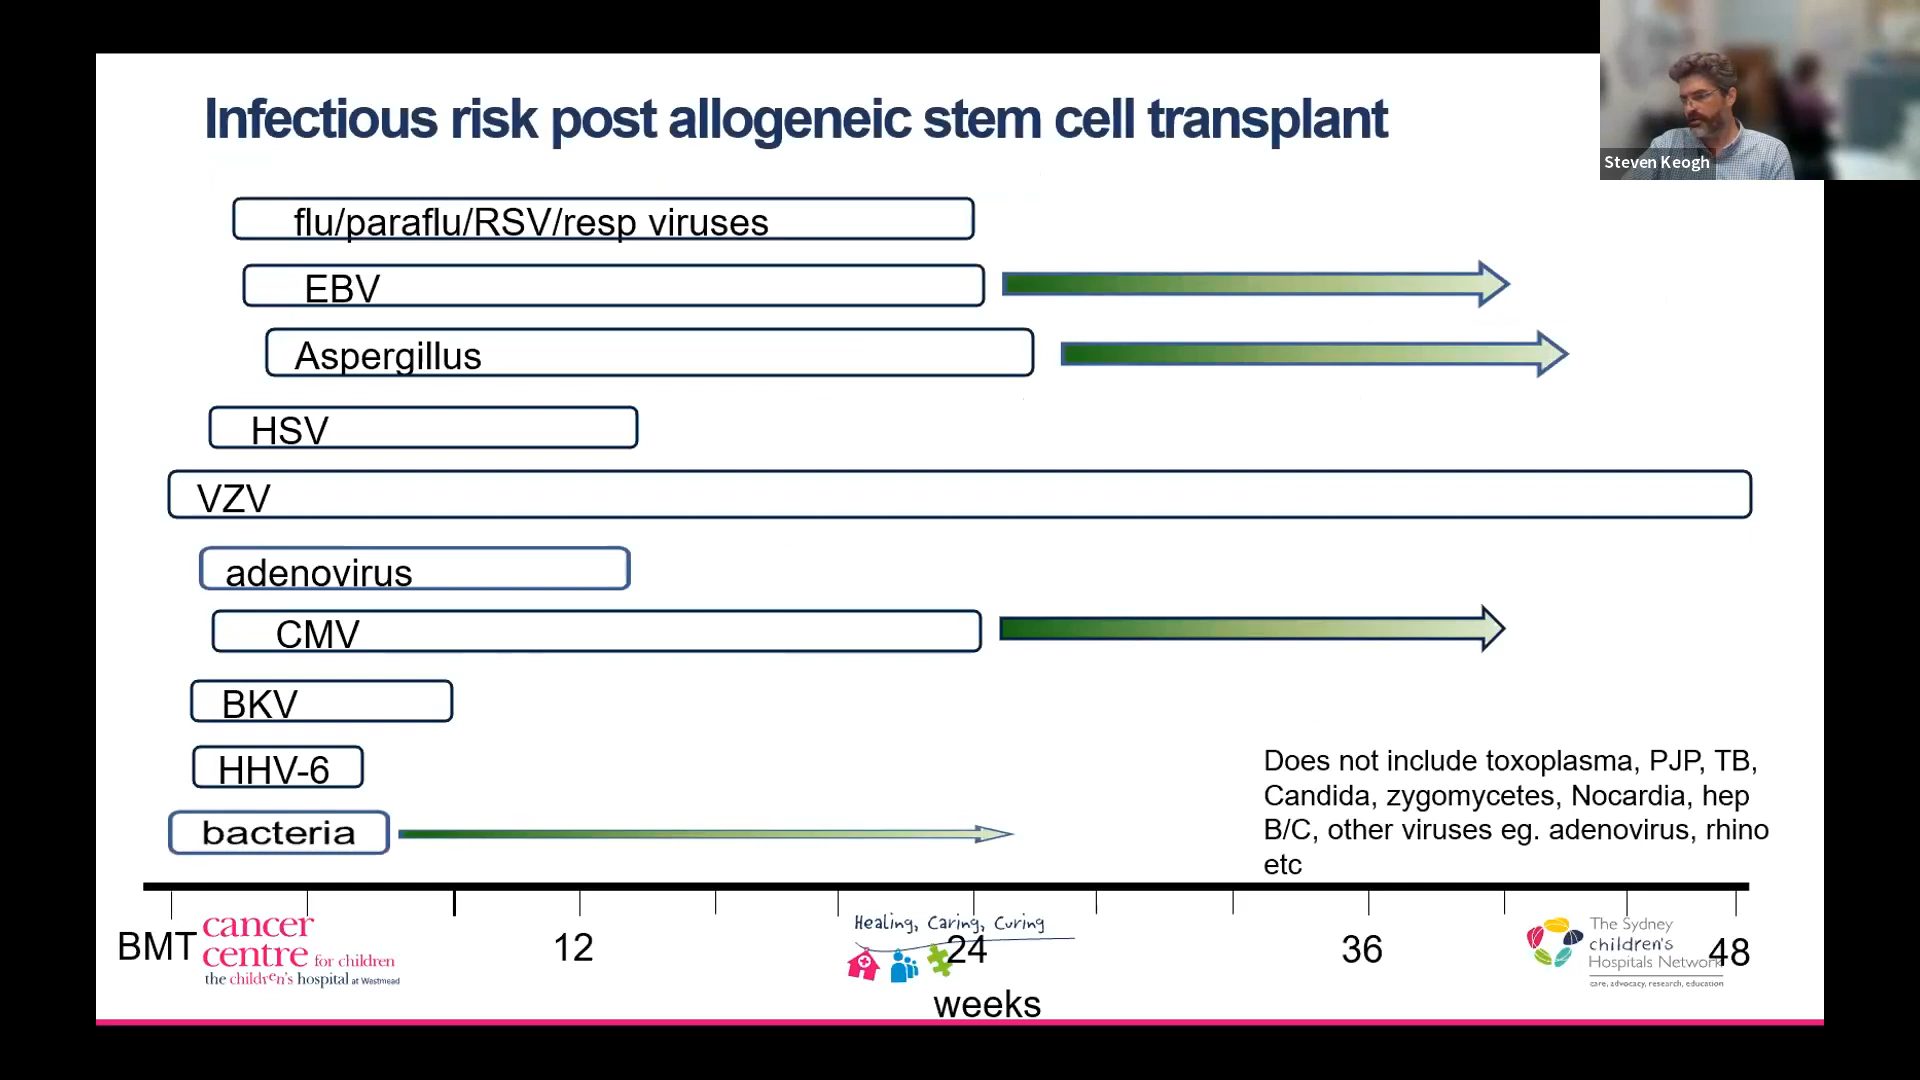 Infectious risk post allogeneic stem cell transplant
Steven Keogh
flu/paraflu/RSV/resp viruses
EBV
Aspergillus
HSV
VZV
adenovirus
CMV
BKV
HHV-6
bacteria
Does not include toxoplasma, PJP, TB,
Candida, zygomycetes, Nocardia, hep
B/C, other viruses eg. adenovirus, rhino
etc
BMT
12
24
36
48
weeks
cancer
centre for children
the children's hospital at Westmead
Healing, Caring, Curing
The Sydney
children's
Hospitals Network
care, advocacy, research, education